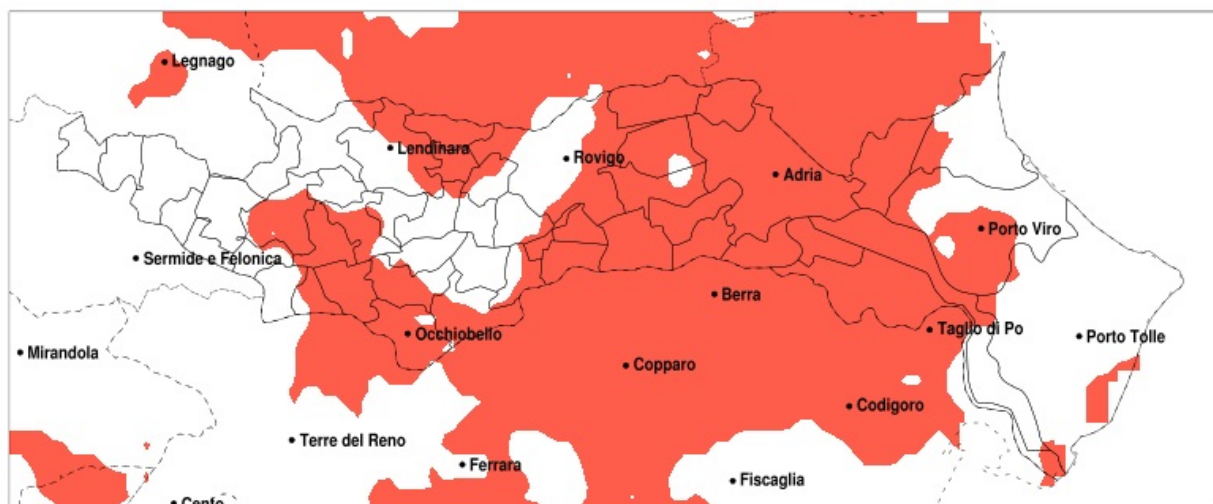 Legnago
Lendinara
Rovigo
Adria
Porto Viro
Sermide e Felonica
Berra
Occhiobello
Taglio di Po
Porto Tolle
Mirandola
Copparo
Codigoro
Terre del Reno
Ferrara
Fiscaglia
Cento